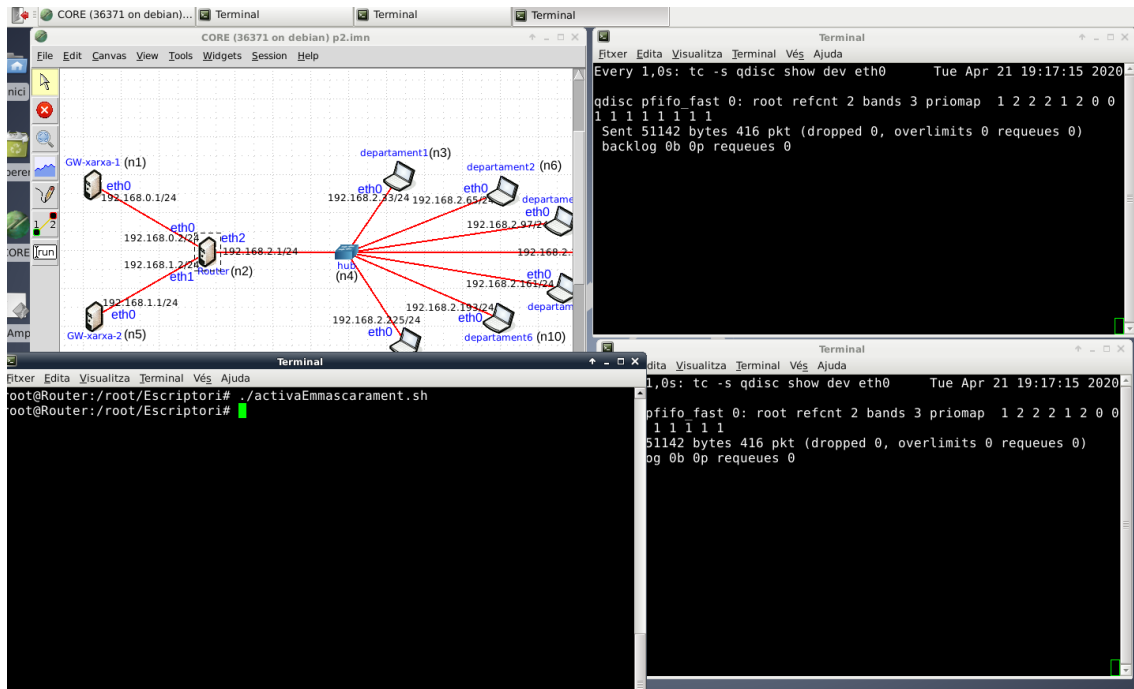 CORE (36371 on debian)... Terminal Terminal Terminal
CORE (36371 on debian) p2.imn
File Edit Canvas View Tools Widgets Session Help
nici
CORE
Amp
1 2
run
GW-xarxa-1 (n1)
eth0
192.168.0.1/24
eth0
192.168.0.2/24
eth2
192.168.2.1/24
192.168.1.2/24
eth1
Router (n2)
192.168.1.1/24
eth0
GW-xarxa-2 (n5)
hub
(n4)
departament1(n3)
eth0
192.168.2.33/24
departament2 (n6)
eth0
192.168.2.65/24
departame
eth0
192.168.2.97/24
192.168.2.
eth0
192.168.2.161/24
departam
192.168.2.193/24
eth0
departament6 (n10)
192.168.2.225/24
eth0
Terminal
Fitxer Edita Visualitza Terminal Vés Ajuda
Every 1,0s: tc -s qdisc show dev eth0 Tue Apr 21 19:17:15 2020
qdisc pfifo_fast 0: root refcnt 2 bands 3 priomap 1 2 2 2 1 2 0 0
1 1 1 1 1 1 1 1
Sent 51142 bytes 416 pkt (dropped 0, overlimits 0 requeues 0)
backlog 0b 0p requeues 0
Terminal
Fitxer Edita Visualitza Terminal Vés Ajuda
root@Router:/root/Escriptori# ./activaEmmascarament.sh
root@Router:/root/Escriptori#
Terminal
dita Visualitza Terminal Vés Ajuda
1,0s: tc -s qdisc show dev eth0 Tue Apr 21 19:17:15 2020
pfifo_fast 0: root refcnt 2 bands 3 priomap 1 2 2 2 1 2 0 0
1 1 1 1 1
51142 bytes 416 pkt (dropped 0, overlimits 0 requeues 0)
og 0b 0p requeues 0